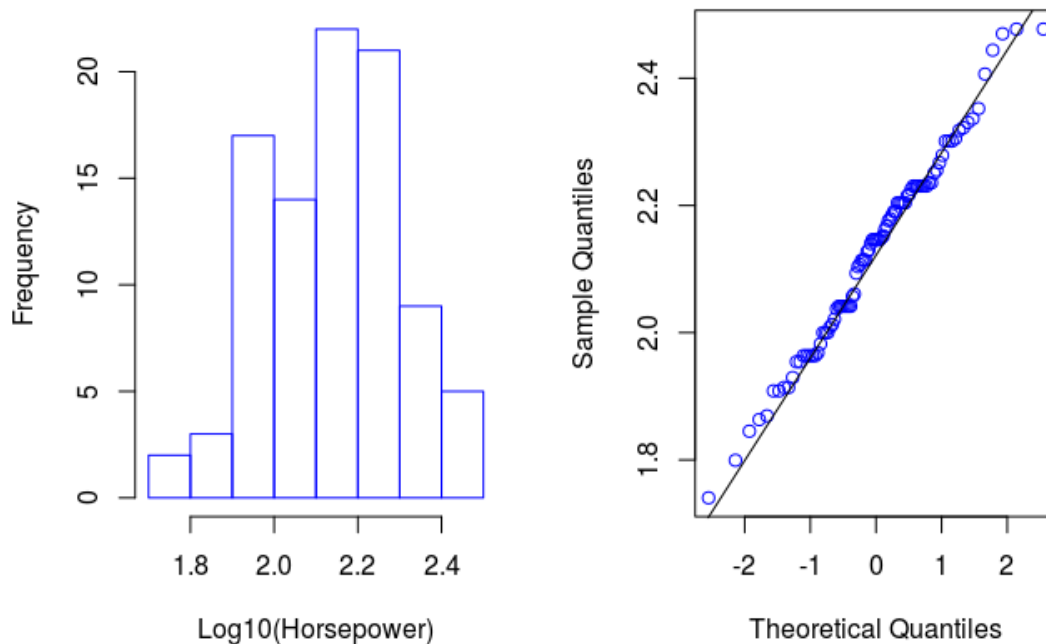 Frequency
20
15
10
5
0
1.8 2.0 2.2 2.4
Log10(Horsepower)
Sample Quantiles
2.4
2.2
2.0
1.8
-2 -1 0 1 2
Theoretical Quantiles